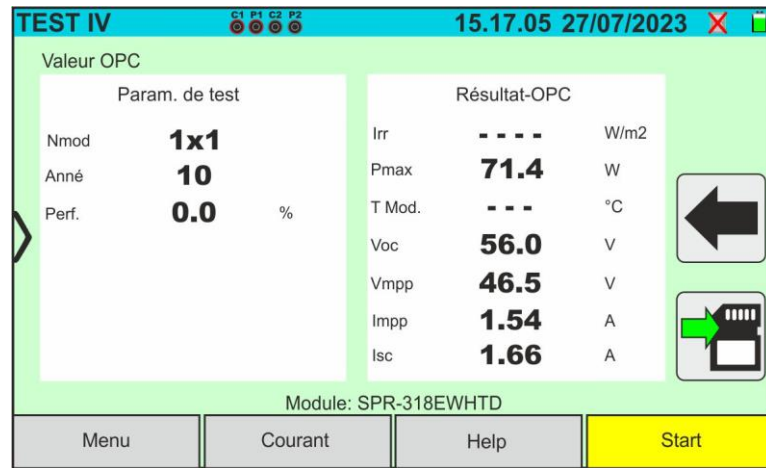 TEST IV C1 P1 C2 P2 15.17.05 27/07/2023
Valeur OPC
Param. de test
Nmod 1x1
Anné 10
Perf. 0.0 %
Résultat-OPC
Irr - - - - W/m2
Pmax 71.4 W
T Mod. - - - °C
Voc 56.0 V
Vmpp 46.5 V
Impp 1.54 A
Isc 1.66 A
Module: SPR-318EWHTD
Menu Courant Help Start